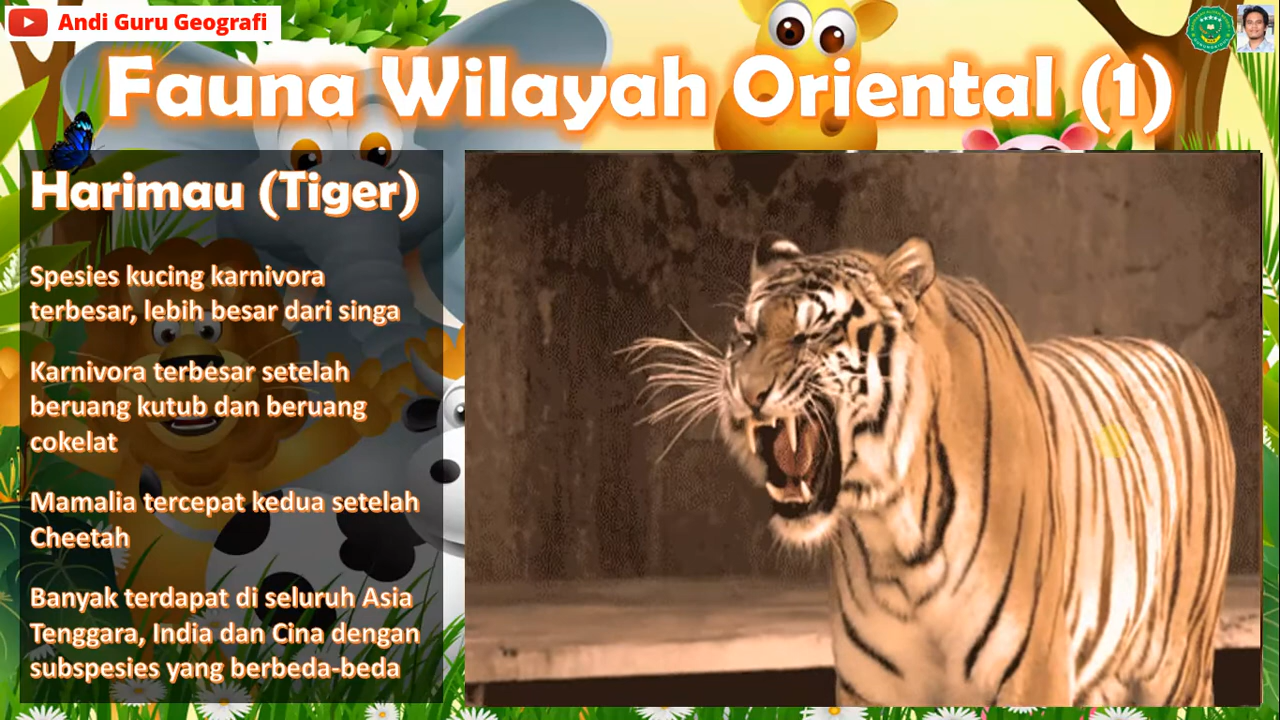 Andi Guru Geografi
Fauna Wilayah Oriental (1)
Harimau (Tiger)
Spesies kucing karnivora
terbesar, lebih besar dari singa
Karnivora terbesar setelah
beruang kutub dan beruang
cokelat
Mamalia tercepat kedua setelah
Cheetah
Banyak terdapat di seluruh Asia
Tenggara, India dan Cina dengan
subspesies yang berbeda-beda